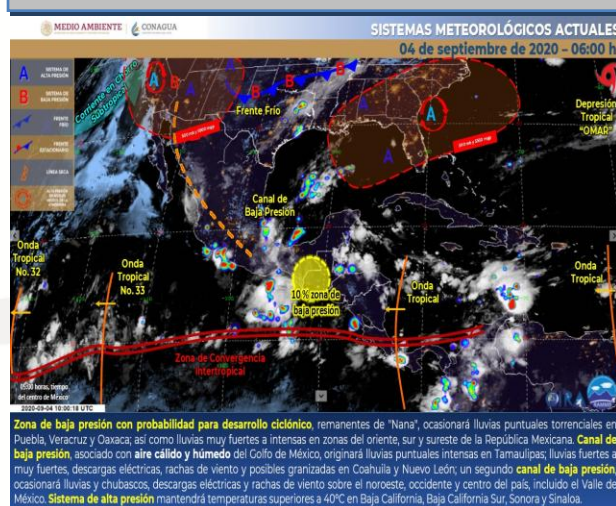 MEDIO AMBIENTE
CONAGUA
SISTEMAS METEOROLÓGICOS ACTUALES
04 de septiembre de 2020 – 06:00 h
A SISTEMA DE ALTA PRESIÓN
B SISTEMA DE BAJA PRESIÓN
FRENTE FRÍO
FRENTE ESTACIONARIO
LÍNEA SECA
Corriente en Chorro
Subtropical
A
B
A
B
B
Frente Frío
A
A
A
A
Depresión
Tropical
"OMAR"
Canal de
Baja Presión
Onda
Tropical
No. 32
Onda
Tropical
No. 33
10 % zona de
baja presión
Onda
Tropical
Onda
Tropical
Zona de Convergencia
Intertropical
05:00 horas, tiempo
del centro de México
2020-09-04 10:00:18 UTC
Zona de baja presión con probabilidad para desarrollo ciclónico, remanentes de "Nana", ocasionará lluvias puntuales torrenciales en
Puebla, Veracruz y Oaxaca; así como lluvias muy fuertes a intensas en zonas del oriente, sur y sureste de la República Mexicana. Canal de
baja presión, asociado con aire cálido y húmedo del Golfo de México, originará lluvias puntuales intensas en Tamaulipas; lluvias fuertes a
muy fuertes, descargas eléctricas, rachas de viento y posibles granizadas en Coahuila y Nuevo León; un segundo canal de baja presión,
ocasionará lluvias y chubascos, descargas eléctricas y rachas de viento sobre el noroeste, occidente y centro del país, incluido el Valle de
México. Sistema de alta presión mantendrá temperaturas superiores a 40°C en Baja California, Baja California Sur, Sonora y Sinaloa.